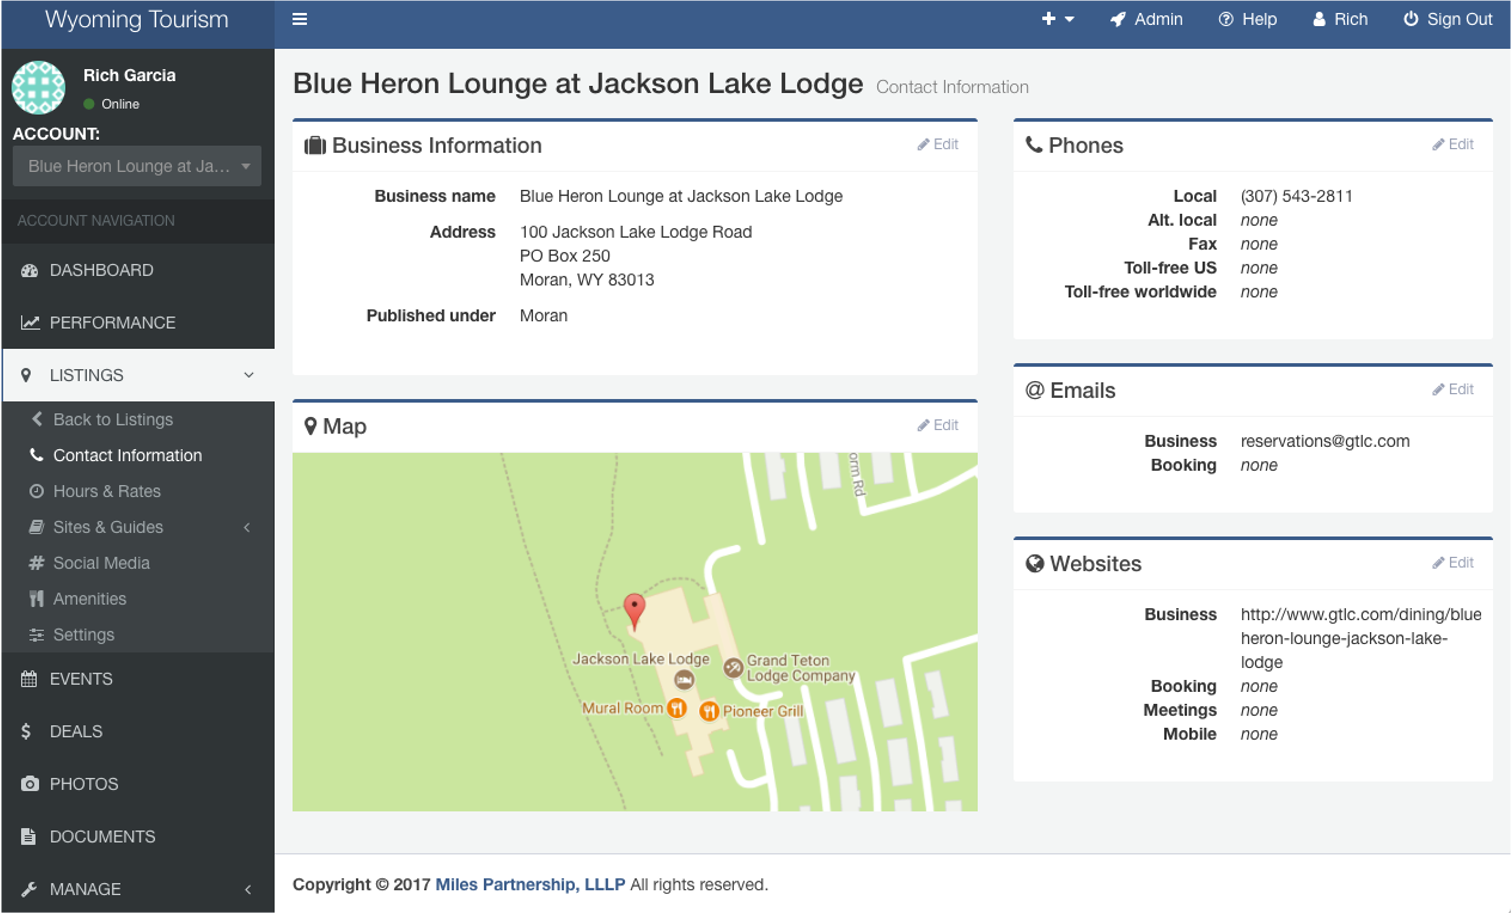 Wyoming Tourism
Admin
Help
Rich
Sign Out
Rich Garcia
Online
ACCOUNT:
Blue Heron Lounge at Ja...
ACCOUNT NAVIGATION
DASHBOARD
PERFORMANCE
LISTINGS
Back to Listings
Contact Information
Hours & Rates
Sites & Guides
Social Media
Amenities
Settings
EVENTS
DEALS
PHOTOS
DOCUMENTS
MANAGE
Blue Heron Lounge at Jackson Lake Lodge Contact Information
Business Information
Edit
Business name Blue Heron Lounge at Jackson Lake Lodge
Address 100 Jackson Lake Lodge Road
PO Box 250
Moran, WY 83013
Published under Moran
Map
Edit
orm Rd
Jackson Lake Lodge
Grand Teton
Lodge Company
Mural Room
Pioneer Grill
Phones
Edit
Local (307) 543-2811
Alt. local none
Fax none
Toll-free US none
Toll-free worldwide none
@ Emails
Edit
Business reservations@gtlc.com
Booking none
Websites
Edit
Business http://www.gtlc.com/dining/blue
heron-lounge-jackson-lake-
lodge
Booking none
Meetings none
Mobile none
Copyright © 2017 Miles Partnership, LLLP All rights reserved.